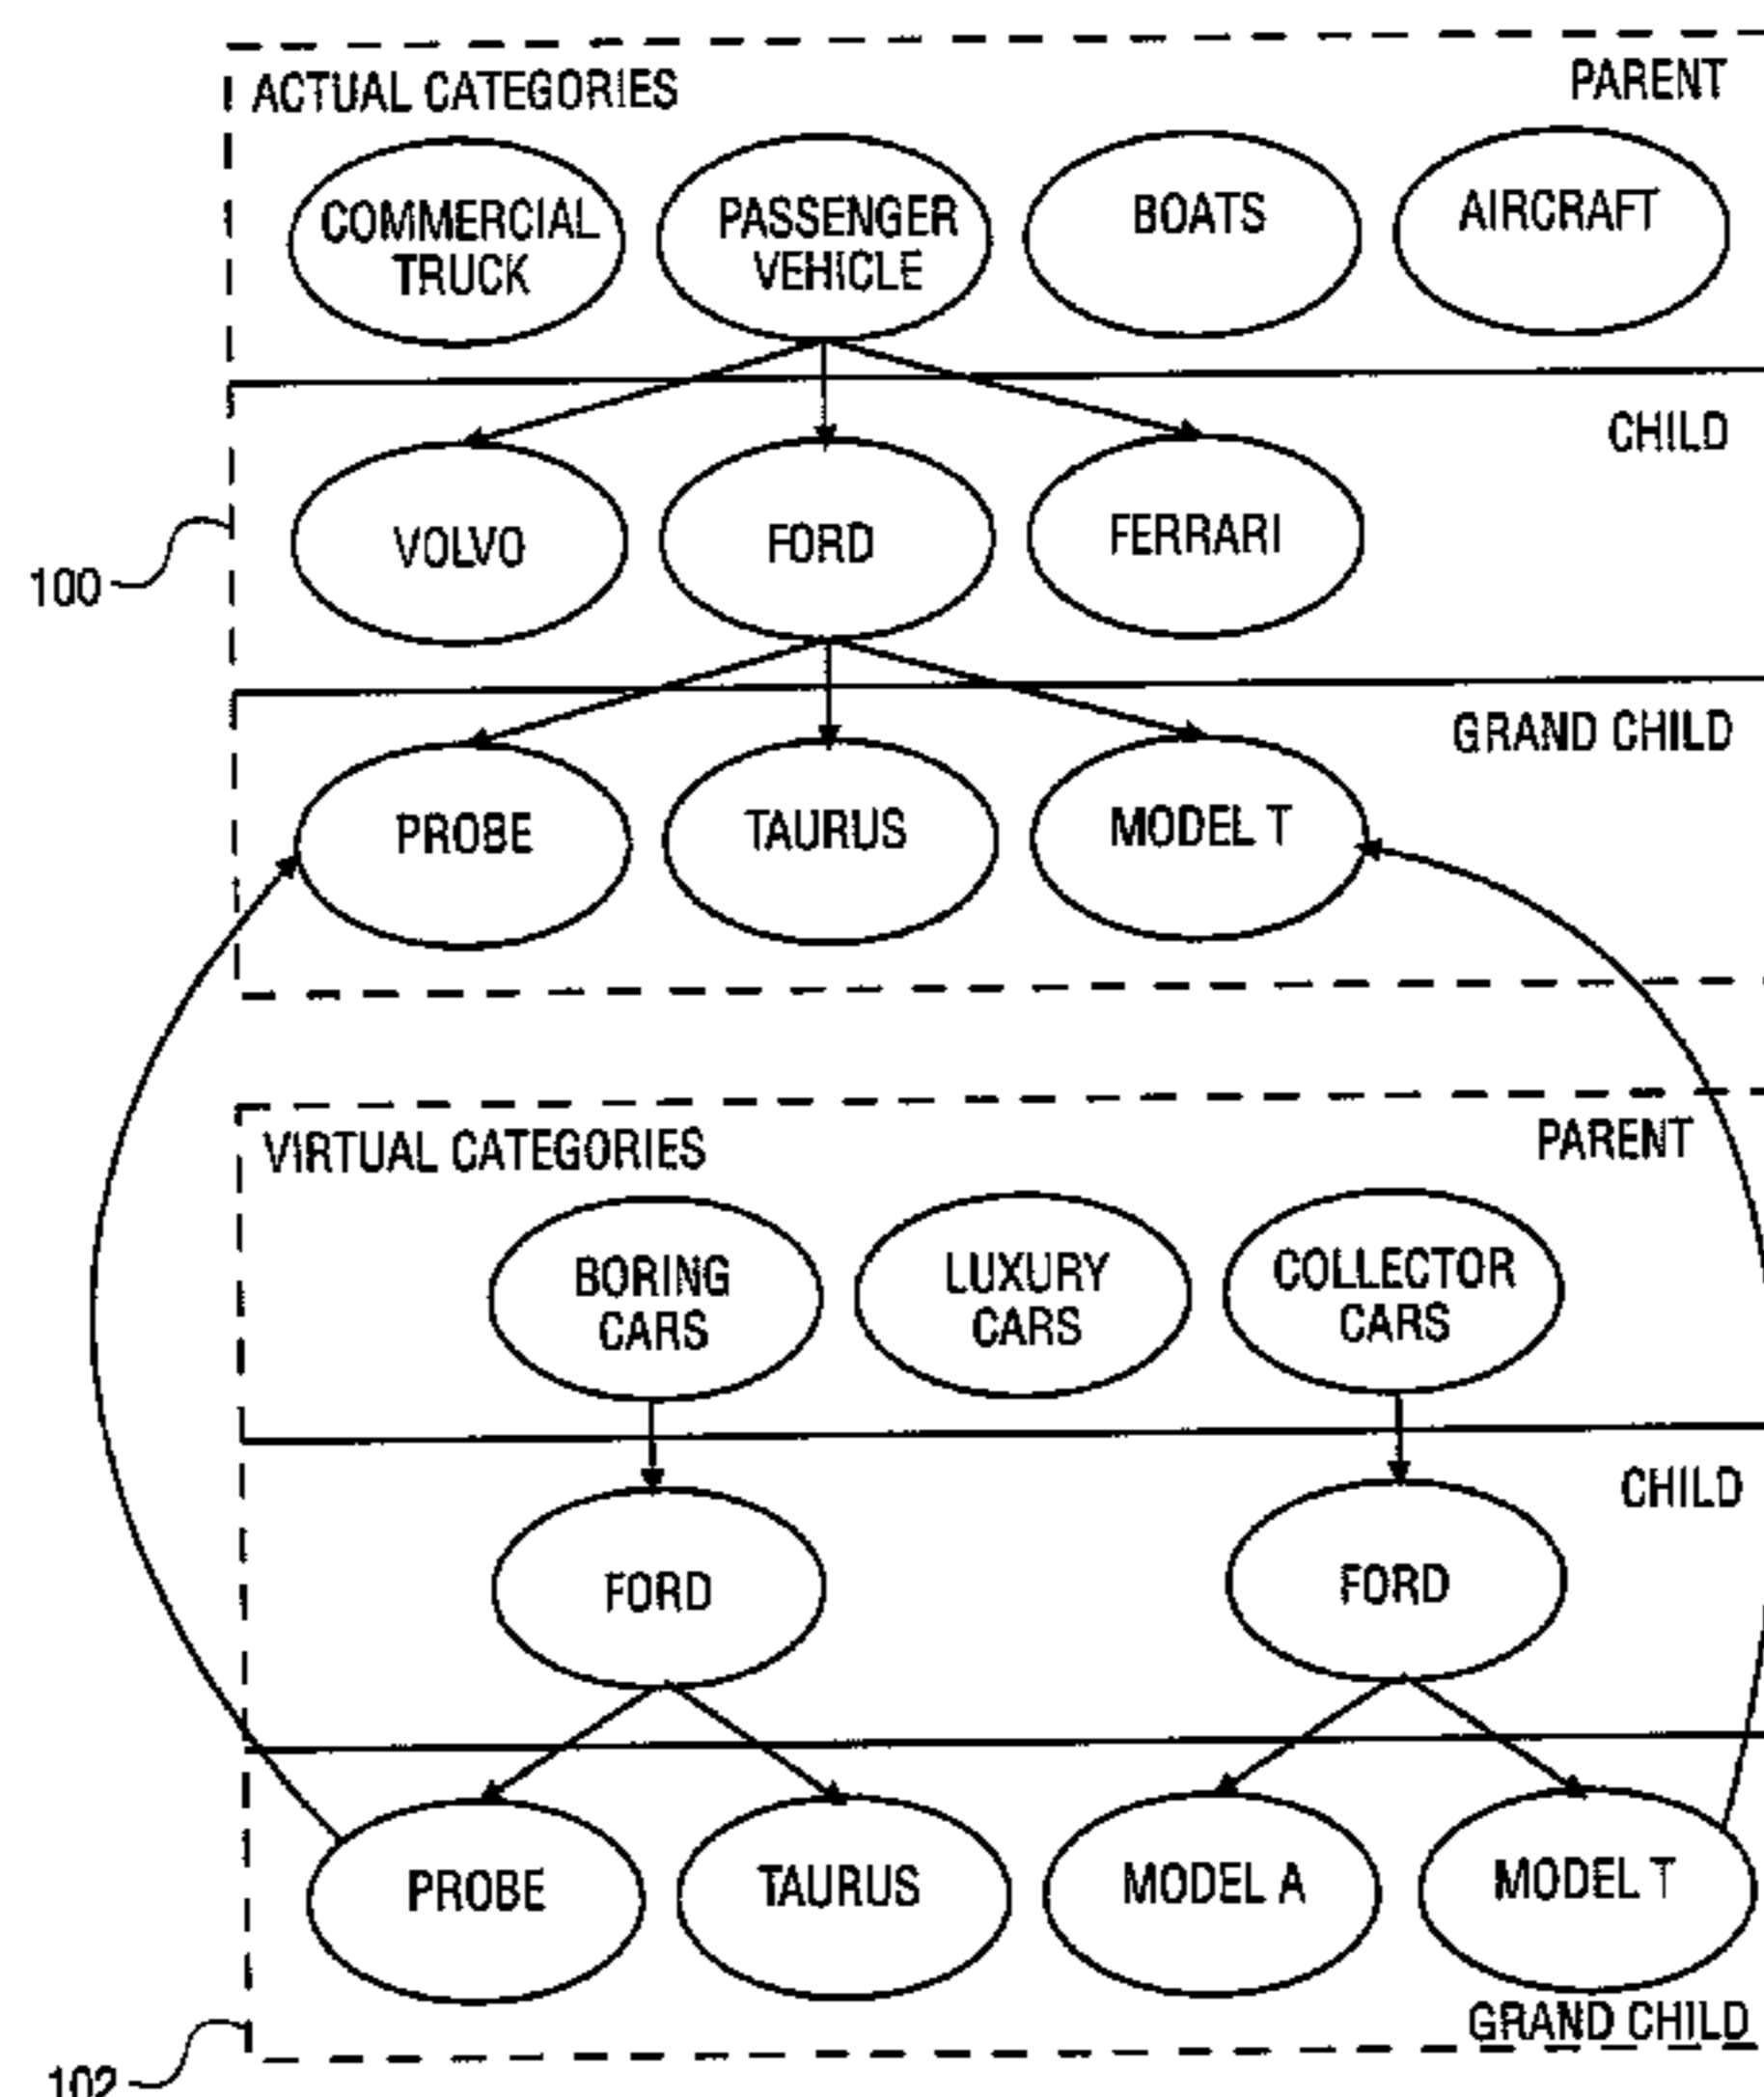 ACTUAL CATEGORIES
PARENT
COMMERCIAL
TRUCK
PASSENGER
VEHICLE
BOATS
AIRCRAFT
CHILD
VOLVO
FORD
FERRARI
100
GRAND CHILD
PROBE
TAURUS
MODEL T
VIRTUAL CATEGORIES
PARENT
BORING
CARS
LUXURY
CARS
COLLECTOR
CARS
CHILD
FORD
FORD
PROBE
TAURUS
MODEL A
MODEL T
GRAND CHILD
102